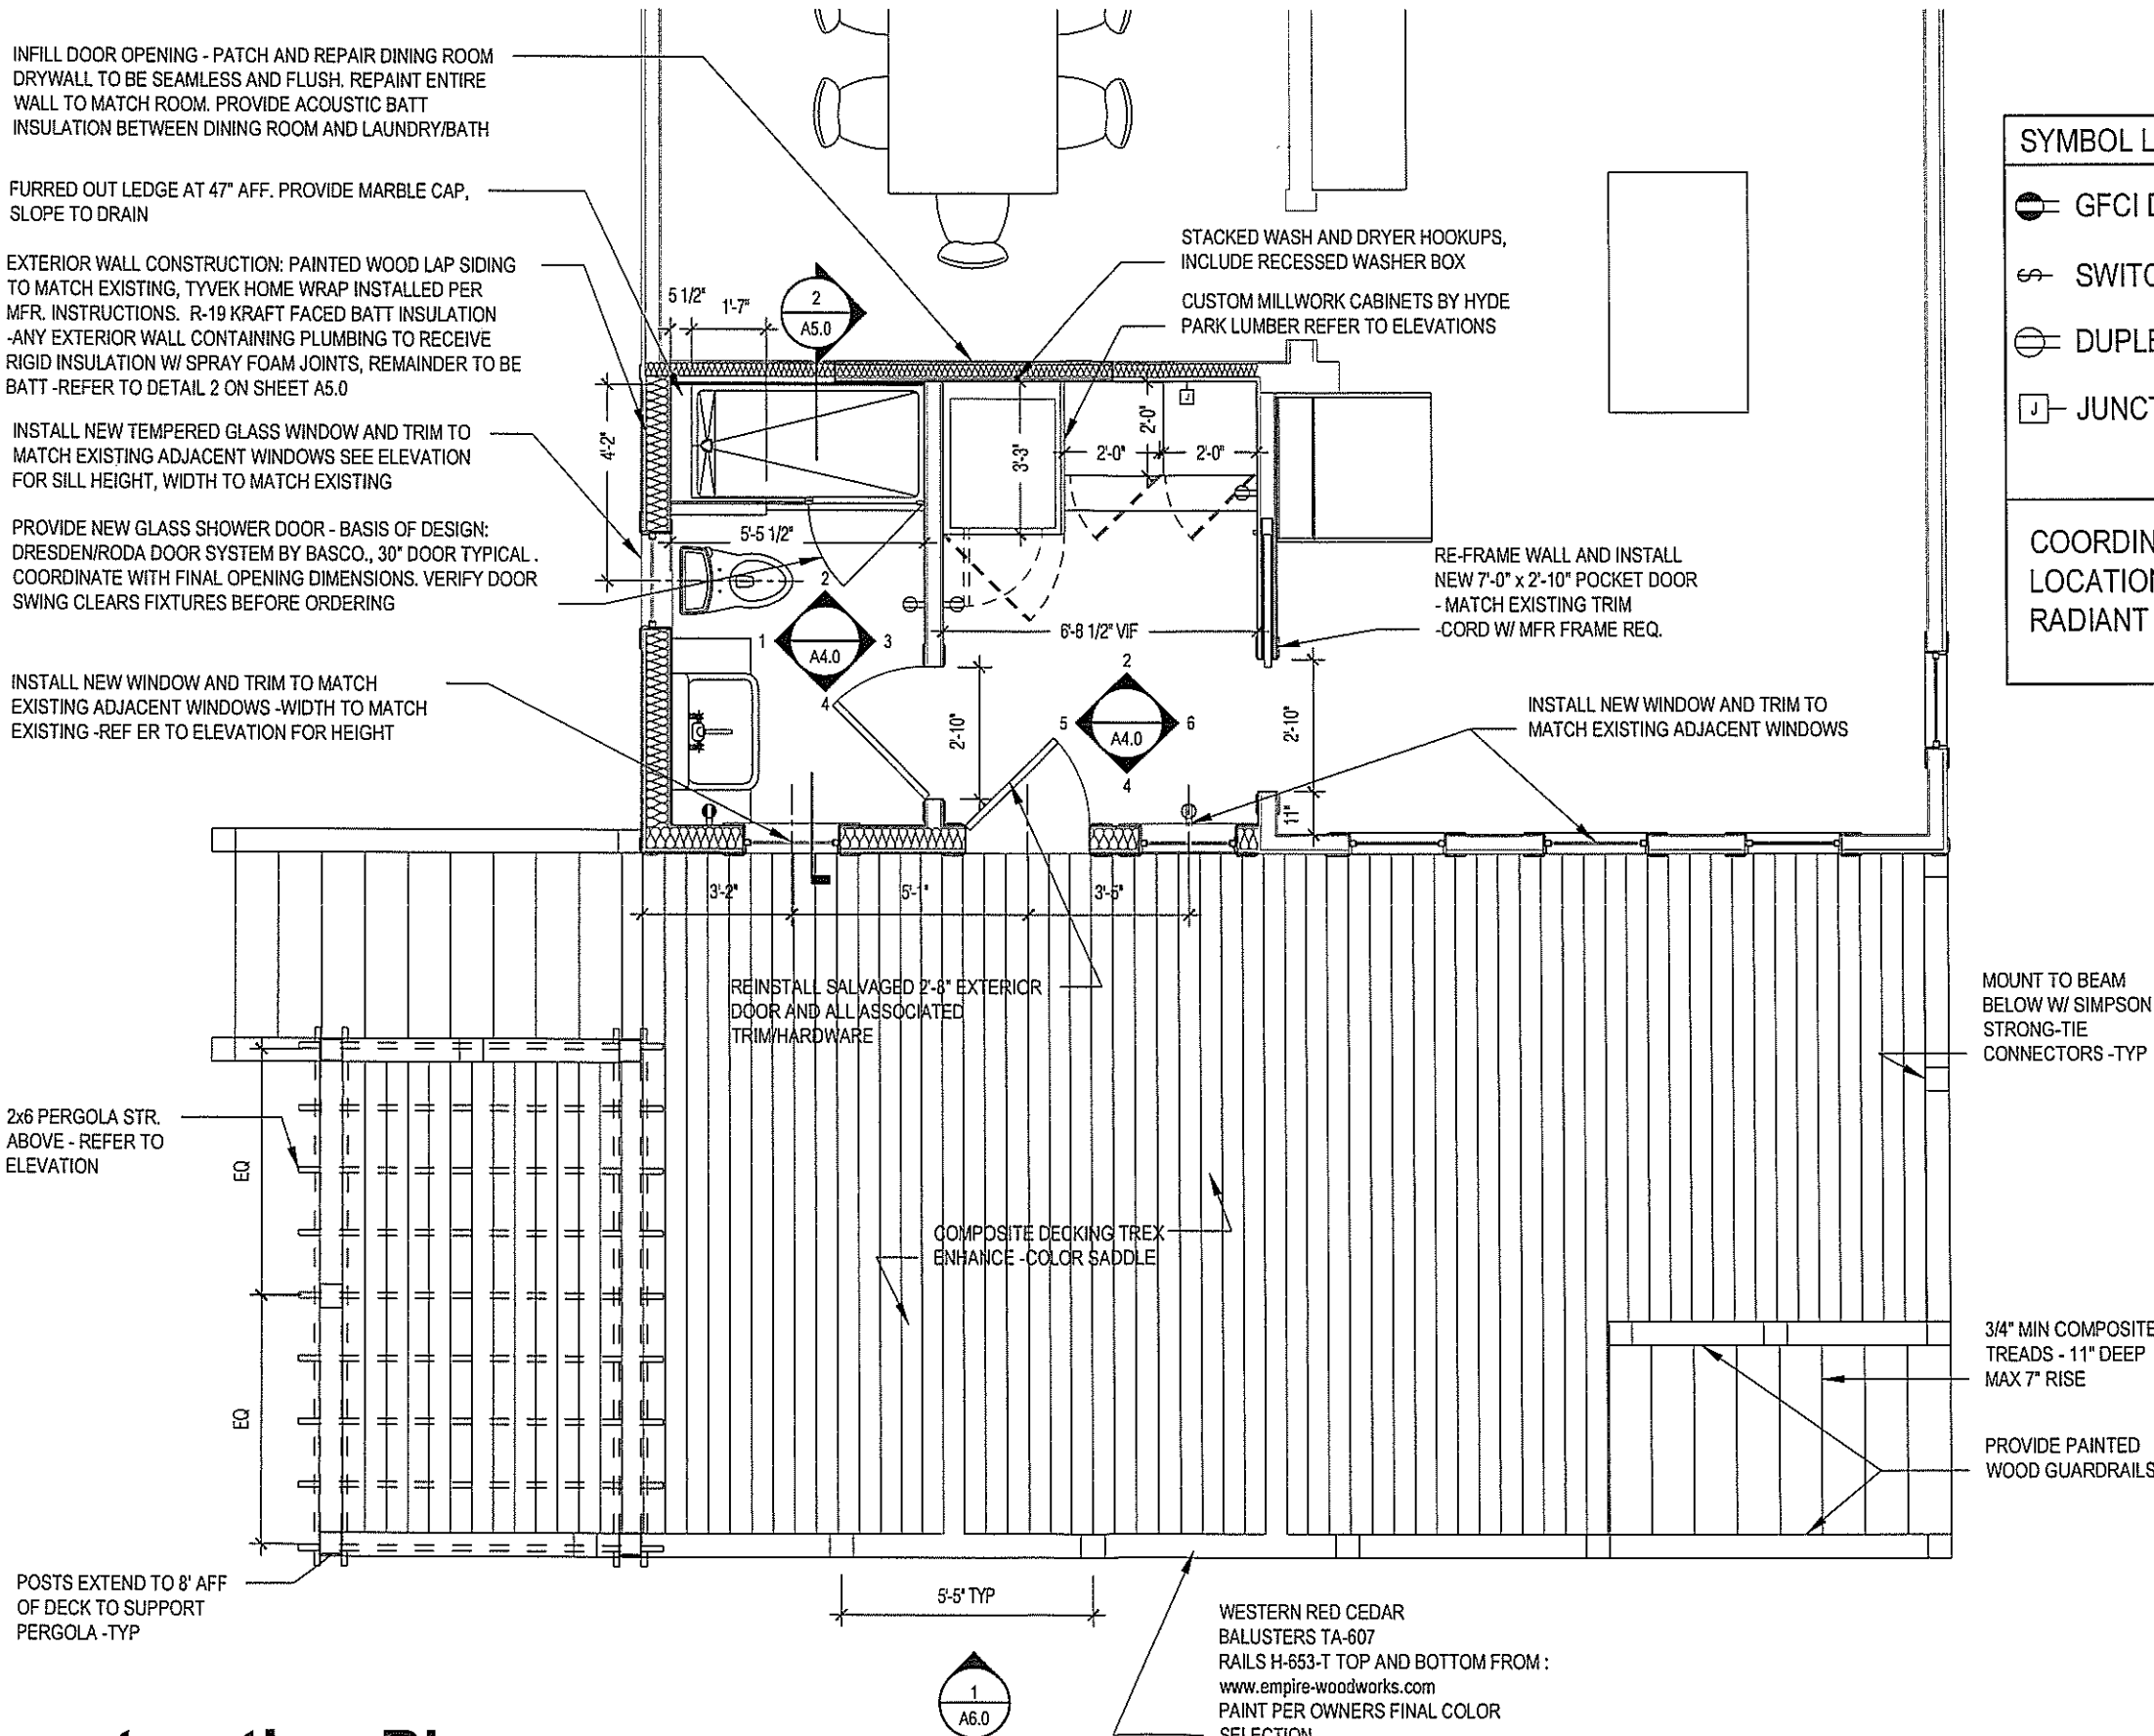 INFILL DOOR OPENING - PATCH AND REPAIR DINING ROOM
DRYWALL TO BE SEAMLESS AND FLUSH. REPAINT ENTIRE
WALL TO MATCH ROOM. PROVIDE ACOUSTIC BATT
INSULATION BETWEEN DINING ROOM AND LAUNDRY/BATH
FURRED OUT LEDGE AT 47" AFF. PROVIDE MARBLE CAP,
SLOPE TO DRAIN
EXTERIOR WALL CONSTRUCTION: PAINTED WOOD LAP SIDING
TO MATCH EXISTING, TYVEK HOME WRAP INSTALLED PER
MFR. INSTRUCTIONS. R-19 KRAFT FACED BATT INSULATION
-ANY EXTERIOR WALL CONTAINING PLUMBING TO RECEIVE
RIGID INSULATION W/ SPRAY FOAM JOINTS, REMAINDER TO BE
BATT -REFER TO DETAIL 2 ON SHEET A5.0
INSTALL NEW TEMPERED GLASS WINDOW AND TRIM TO
MATCH EXISTING ADJACENT WINDOWS SEE ELEVATION
FOR SILL HEIGHT, WIDTH TO MATCH EXISTING
PROVIDE NEW GLASS SHOWER DOOR - BASIS OF DESIGN:
DRESDEN/RODA DOOR SYSTEM BY BASCO., 30" DOOR TYPICAL .
COORDINATE WITH FINAL OPENING DIMENSIONS. VERIFY DOOR
SWING CLEARS FIXTURES BEFORE ORDERING
INSTALL NEW WINDOW AND TRIM TO MATCH
EXISTING ADJACENT WINDOWS -WIDTH TO MATCH
EXISTING -REF ER TO ELEVATION FOR HEIGHT
5 1/2"
1'-7"
2
A5.0
STACKED WASH AND DRYER HOOKUPS,
INCLUDE RECESSED WASHER BOX
CUSTOM MILLWORK CABINETS BY HYDE
PARK LUMBER REFER TO ELEVATIONS
4'-2"
3'-3"
2'-0"
2'-0"
2'-0"
J
5'-5 1/2"
2
1
A4.0
3
4
6'-8 1/2" VIF
2
5
A4.0
6
4
2'-10"
2'-10"
11"
RE-FRAME WALL AND INSTALL
NEW 7'-0" x 2'-10" POCKET DOOR
- MATCH EXISTING TRIM
-CORD W/ MFR FRAME REQ.
INSTALL NEW WINDOW AND TRIM TO
MATCH EXISTING ADJACENT WINDOWS
SYMBOL L
GFCI D
S SWITC
DUPLE
J JUNCT
COORDIN
LOCATION
RADIANT
3'-2"
5'-1"
3'-5"
REINSTALL SALVAGED 2'-8" EXTERIOR
DOOR AND ALL ASSOCIATED
TRIM/HARDWARE
MOUNT TO BEAM
BELOW W/ SIMPSON
STRONG-TIE
CONNECTORS -TYP
2x6 PERGOLA STR.
ABOVE - REFER TO
ELEVATION
EQ
EQ
COMPOSITE DECKING TREX
ENHANCE -COLOR SADDLE
3/4" MIN COMPOSITE
TREADS - 11" DEEP
MAX 7" RISE
PROVIDE PAINTED
WOOD GUARDRAILS
POSTS EXTEND TO 8' AFF
OF DECK TO SUPPORT
PERGOLA -TYP
5'-5" TYP
1
A6.0
WESTERN RED CEDAR
BALUSTERS TA-607
RAILS H-653-T TOP AND BOTTOM FROM :
www.empire-woodworks.com
PAINT PER OWNERS FINAL COLOR
SELECTION